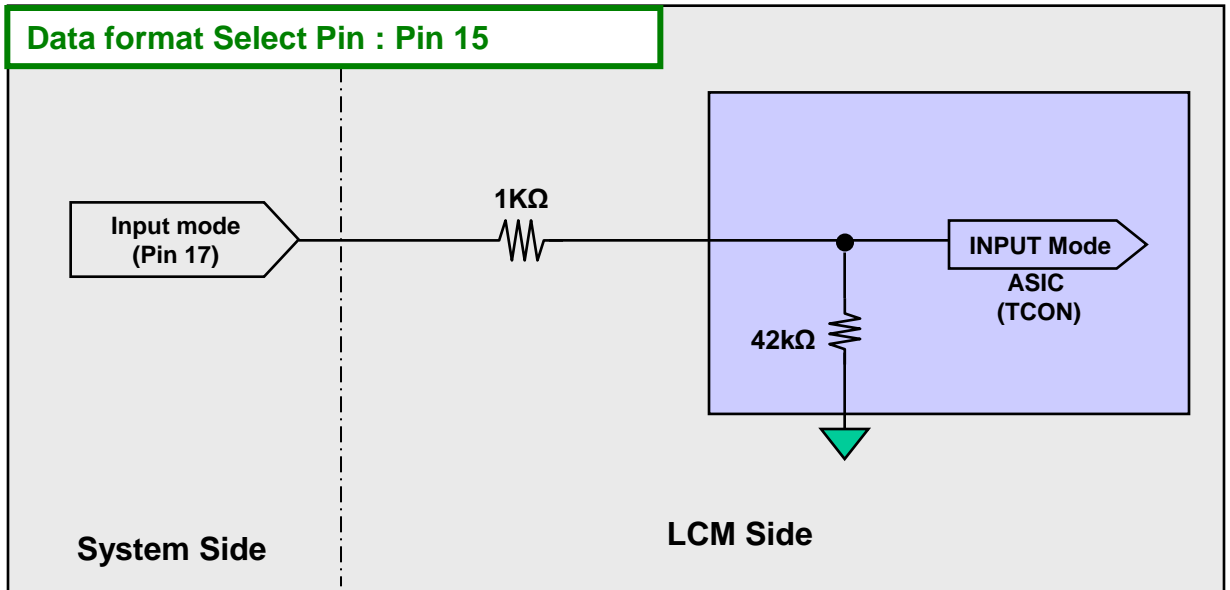 Data format Select Pin : Pin 15
1KΩ
Input mode
(Pin 17)
INPUT Mode
ASIC
(TCON)
42kΩ
System Side
LCM Side